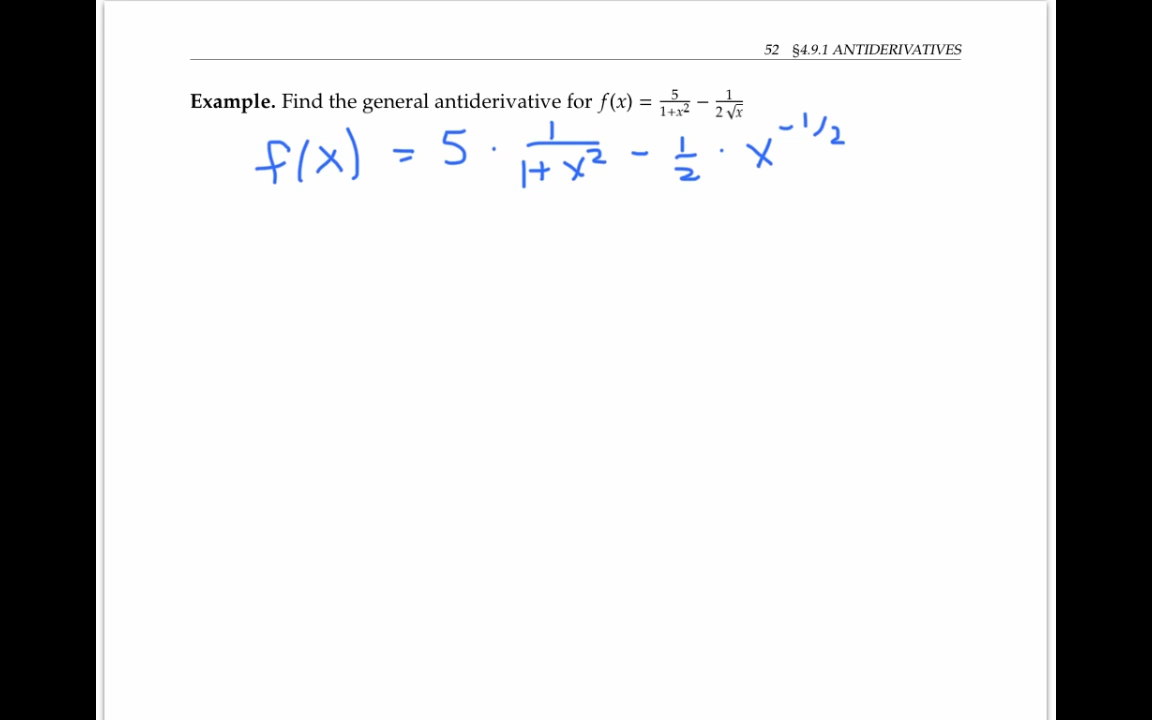 52 §4.9.1 ANTIDERIVATIVES
Example. Find the general antiderivative for f(x) = 5/(1+x²) − 1/(2√x)
f(x) = 5 · 1/(1+x²) − 1/2 · x^(-1/2)